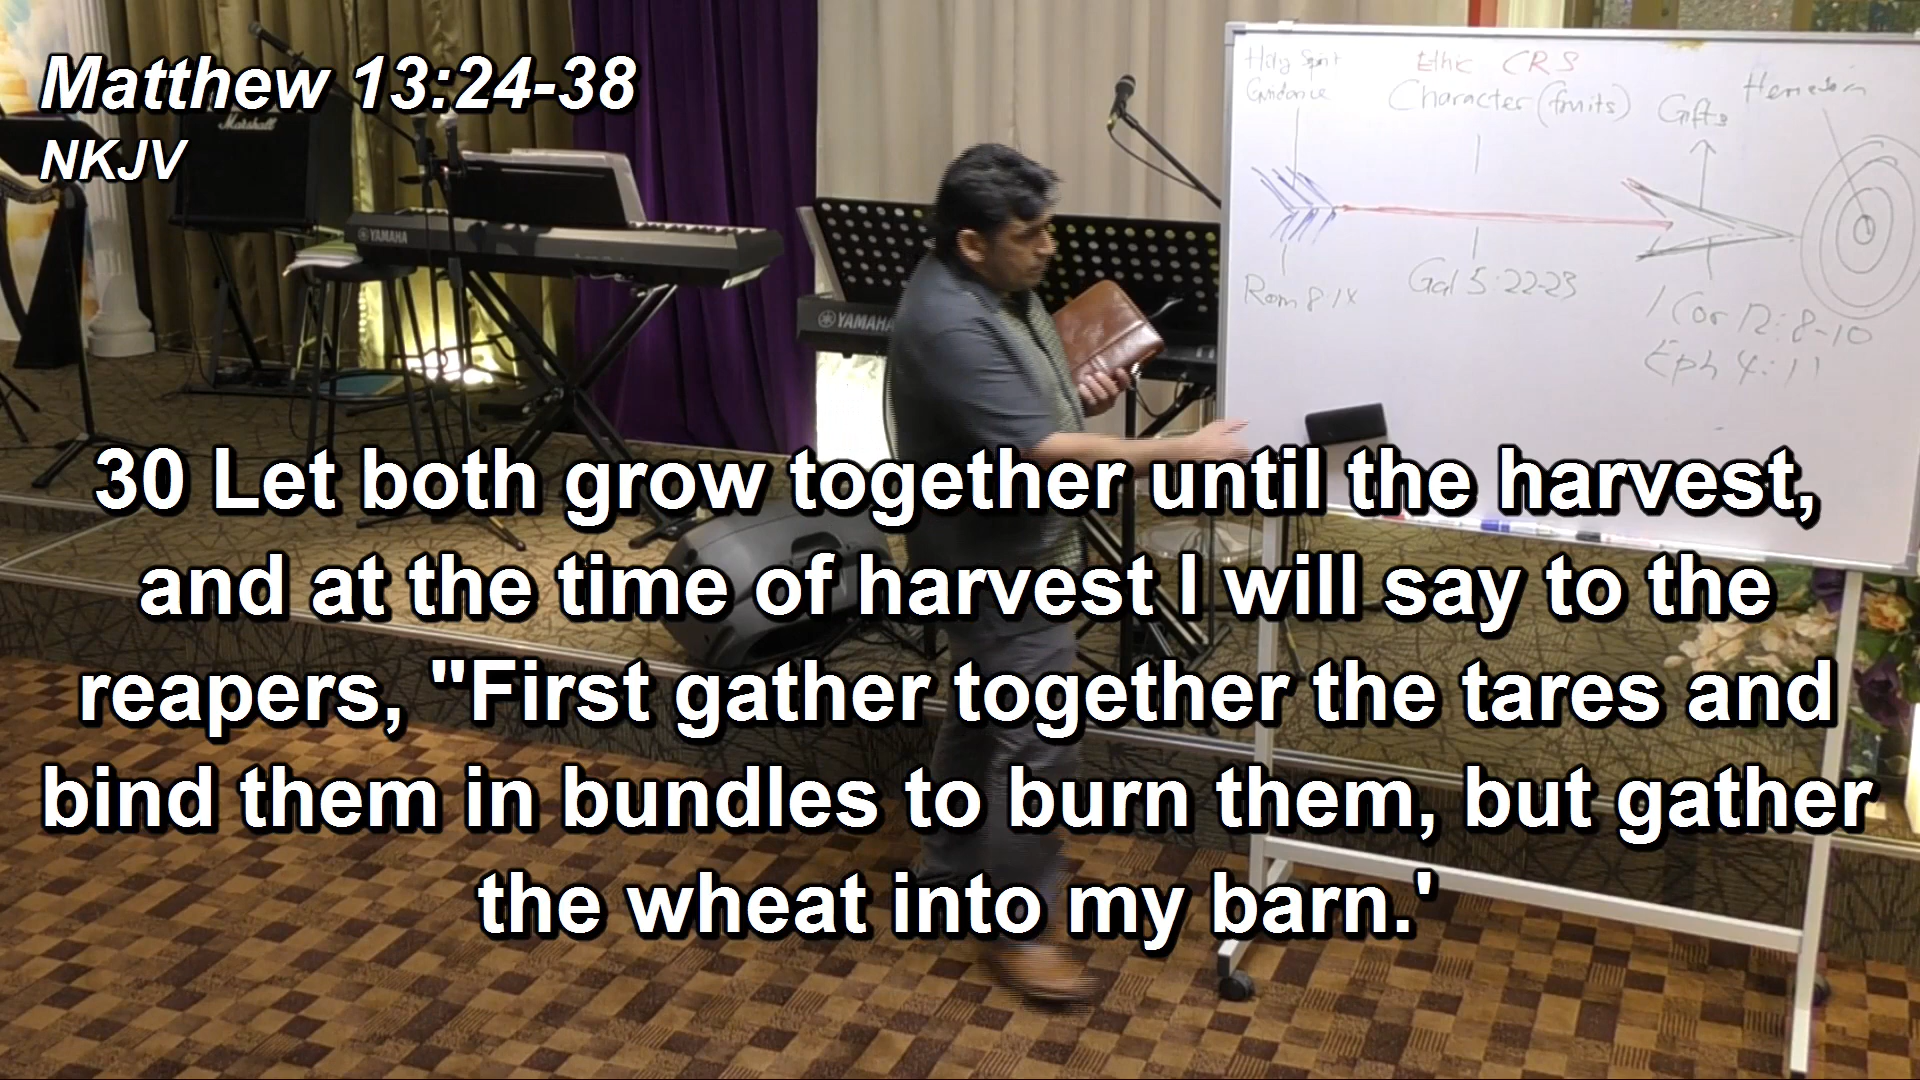 Matthew 13:24-38
NKJV
Marshall
YAMAHA
YAMAHA
Holy Spirit
Guidance
Ethic CRS
Character (fruits)
Gifts
Rom 8:14
Gal 5:22-23
1 Cor 12:8-10
Eph 4:11
30 Let both grow together until the harvest,
and at the time of harvest I will say to the
reapers, "First gather together the tares and
bind them in bundles to burn them, but gather
the wheat into my barn.'